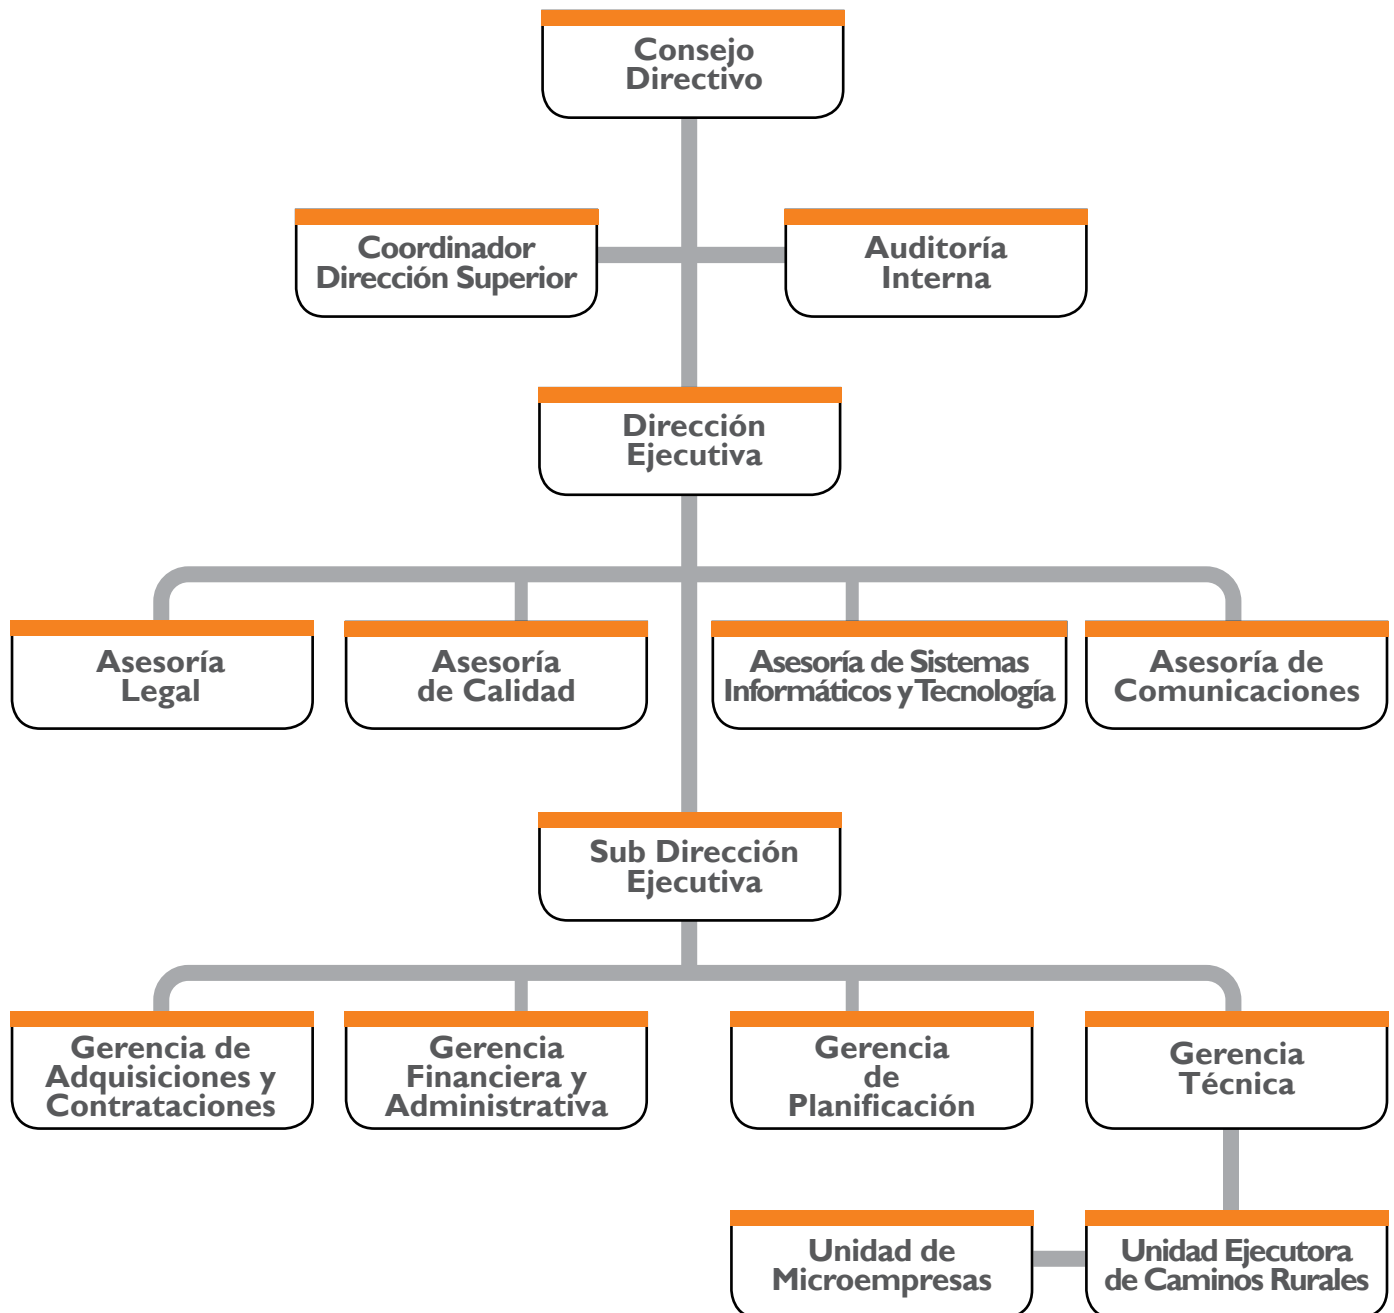 Consejo
Directivo
Coordinador
Dirección Superior
Auditoría
Interna
Dirección
Ejecutiva
Asesoría
Legal
Asesoría
de Calidad
Asesoría de Sistemas
Informáticos y Tecnología
Asesoría de
Comunicaciones
Sub Dirección
Ejecutiva
Gerencia de
Adquisiciones y
Contrataciones
Gerencia
Financiera y
Administrativa
Gerencia
de
Planificación
Gerencia
Técnica
Unidad de
Microempresas
Unidad Ejecutora
de Caminos Rurales